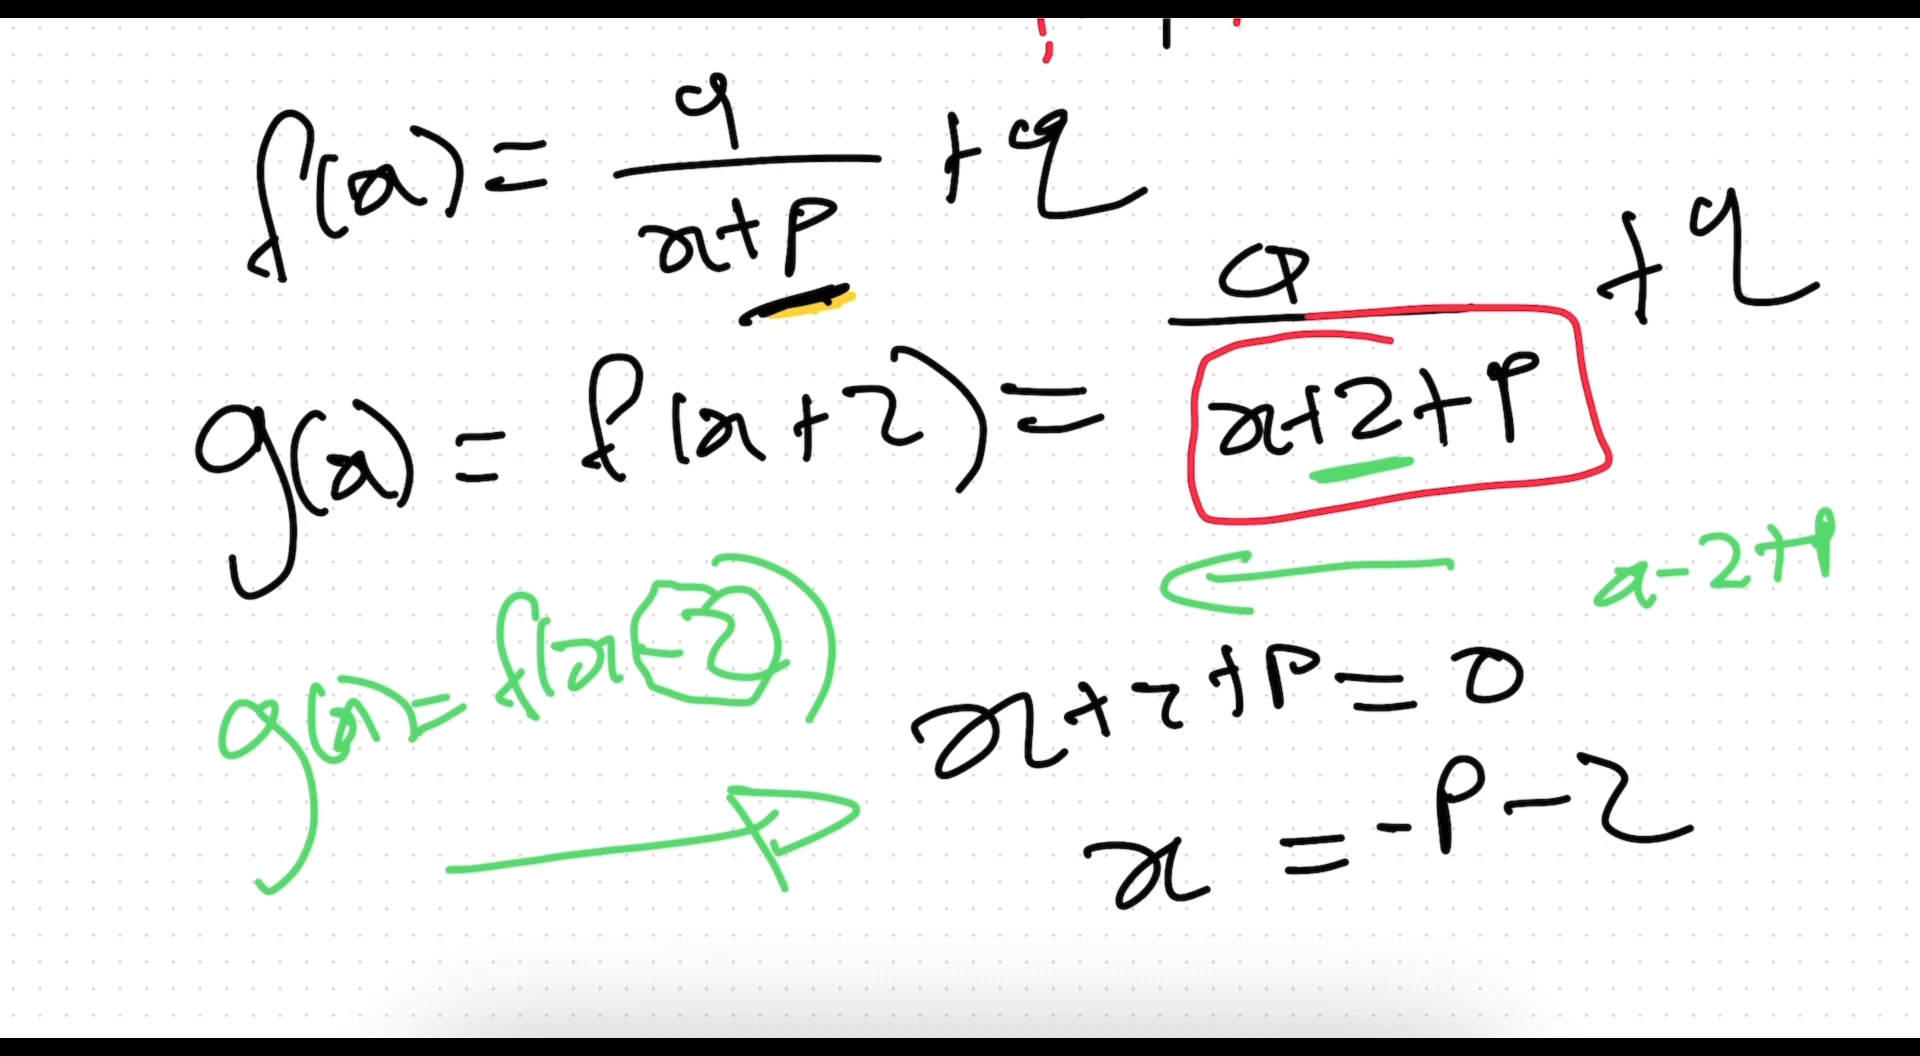 f(x) = a/(x+p) + q
g(x) = f(x+2) = a/(x+2+p) + q
x-2+p
g(x) = f(x-2)
x+2+p = 0
x = -p-2